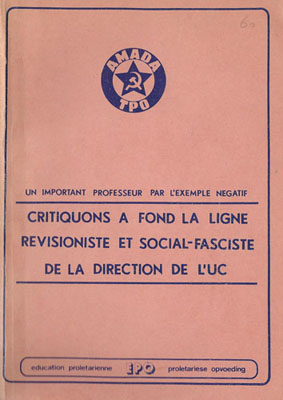 AMADA
TPO
UN IMPORTANT PROFESSEUR PAR L'EXEMPLE NEGATIF
CRITIQUONS A FOND LA LIGNE
REVISIONISTE ET SOCIAL-FASCISTE
DE LA DIRECTION DE L'UC
education proletarienne EPO proletariese opvoeding